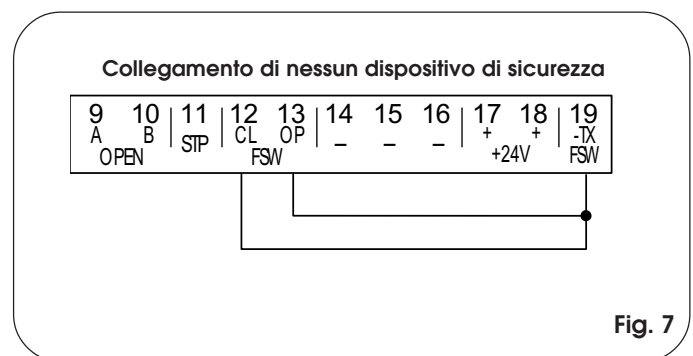 Collegamento di nessun dispositivo di sicurezza
9 10 11 12 13 14 15 16 17 18 19
A B STP CL OP – – – + + -TX
OPEN FSW +24V FSW
Fig. 7